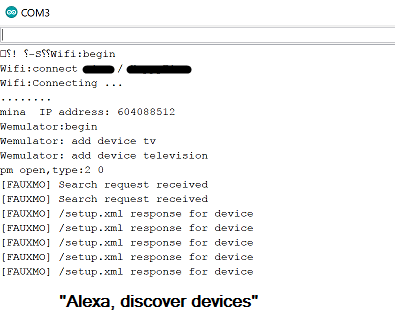 COM3
□⸮! ⸮-S⸮⸮Wifi:begin
Wifi:connect /
Wifi:Connecting ...
........
mina  IP address: 604088512
Wemulator:begin
Wemulator: add device tv
Wemulator: add device television
pm open,type:2 0
[FAUXMO] Search request received
[FAUXMO] Search request received
[FAUXMO] /setup.xml response for device
[FAUXMO] /setup.xml response for device
[FAUXMO] /setup.xml response for device
[FAUXMO] /setup.xml response for device
[FAUXMO] /setup.xml response for device
"Alexa, discover devices"